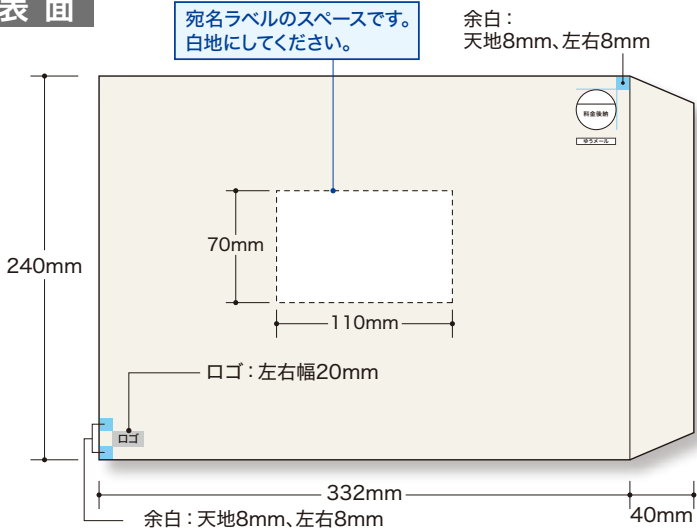 表面
宛名ラベルのスペースです。
白地にしてください。
余白：
天地8mm、左右8mm
料金後納
ゆうメール
70mm
240mm
110mm
ロゴ：左右幅20mm
ロゴ
332mm
余白：天地8mm、左右8mm
40mm